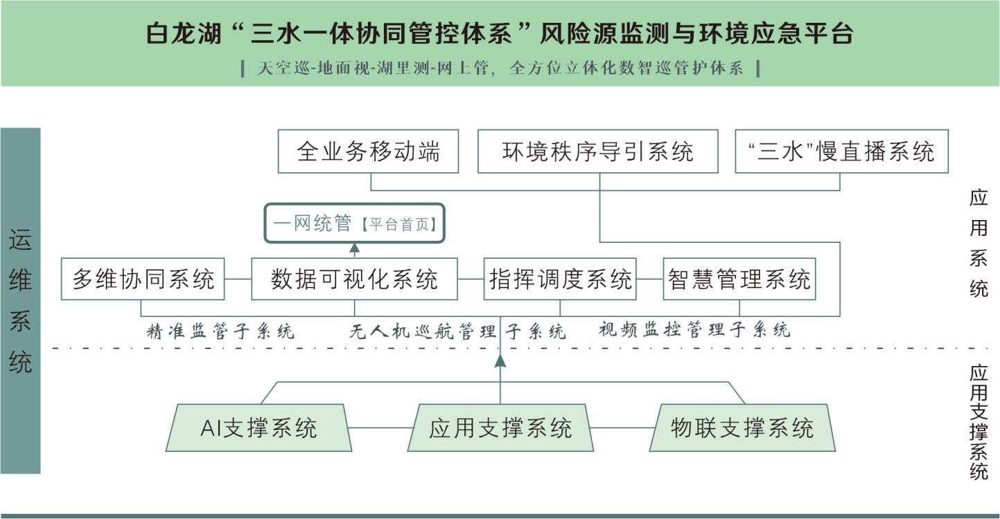 白龙湖“三水一体协同管控体系”风险源监测与环境应急平台
天空巡-地面视-湖里测-网上管，全方位立体化数智巡管护体系
运维系统
全业务移动端
环境秩序导引系统
“三水”慢直播系统
应用系统
一网统管【平台首页】
多维协同系统
数据可视化系统
指挥调度系统
智慧管理系统
精准监管子系统
无人机巡航管理子系统
视频监控管理子系统
AI支撑系统
应用支撑系统
物联支撑系统
应用支撑系统